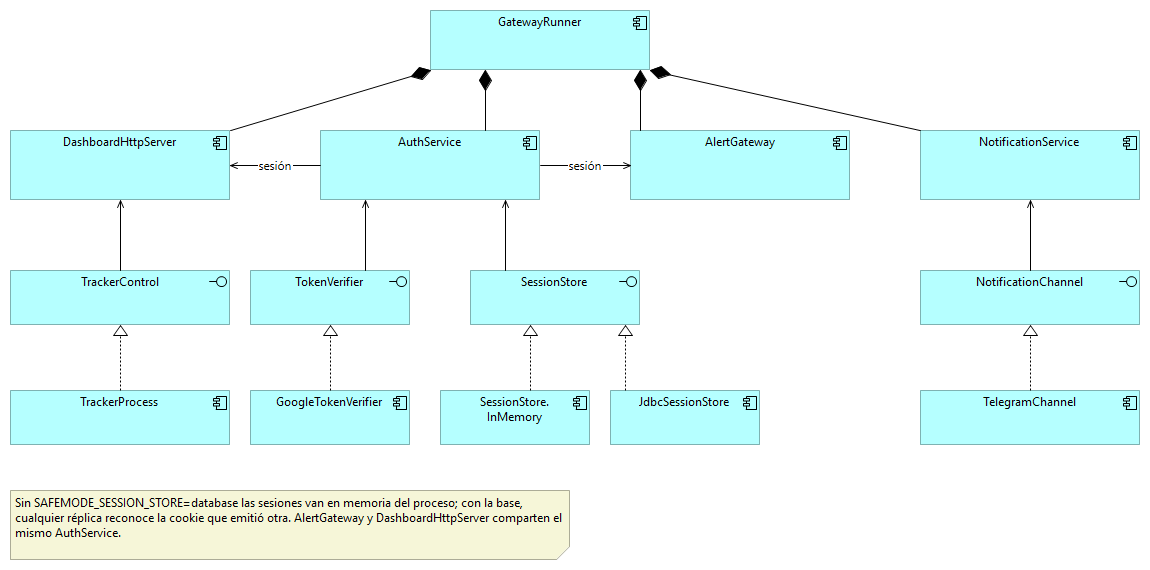 GatewayRunner
DashboardHttpServer
AuthService
AlertGateway
NotificationService
sesión
sesión
TrackerControl
TokenVerifier
SessionStore
NotificationChannel
TrackerProcess
GoogleTokenVerifier
SessionStore.
InMemory
JdbcSessionStore
TelegramChannel
Sin SAFEMODE_SESSION_STORE=database las sesiones van en memoria del proceso; con la base,
cualquier réplica reconoce la cookie que emitió otra. AlertGateway y DashboardHttpServer comparten el
mismo AuthService.